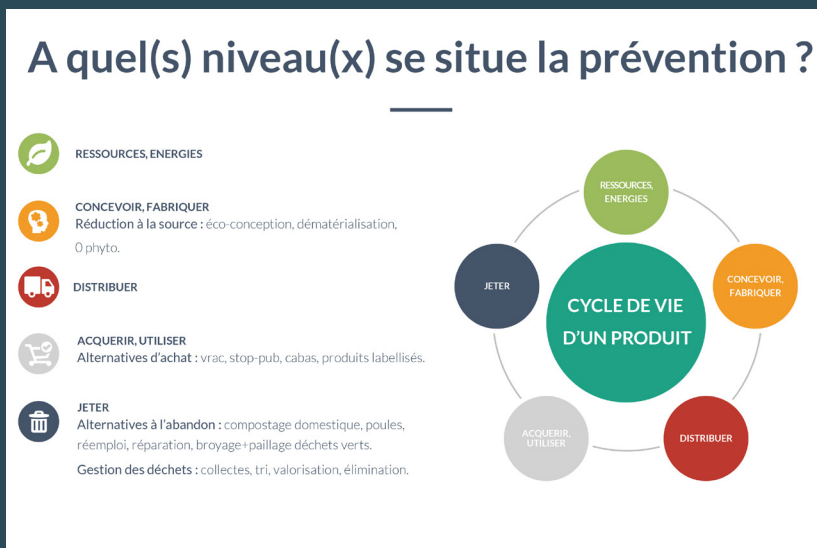 A quel(s) niveau(x) se situe la prévention ?
RESSOURCES, ENERGIES
CONCEVOIR, FABRIQUER
Réduction à la source : éco-conception, dématérialisation,
0 phyto.
DISTRIBUER
ACQUERIR, UTILISER
Alternatives d'achat : vrac, stop-pub, cabas, produits labellisés.
JETER
Alternatives à l'abandon : compostage domestique, poules,
réemploi, réparation, broyage+paillage déchets verts.
Gestion des déchets : collectes, tri, valorisation, élimination.
RESSOURCES,
ENERGIES
CONCEVOIR,
FABRIQUER
DISTRIBUER
ACQUERIR,
UTILISER
JETER
CYCLE DE VIE
D'UN PRODUIT